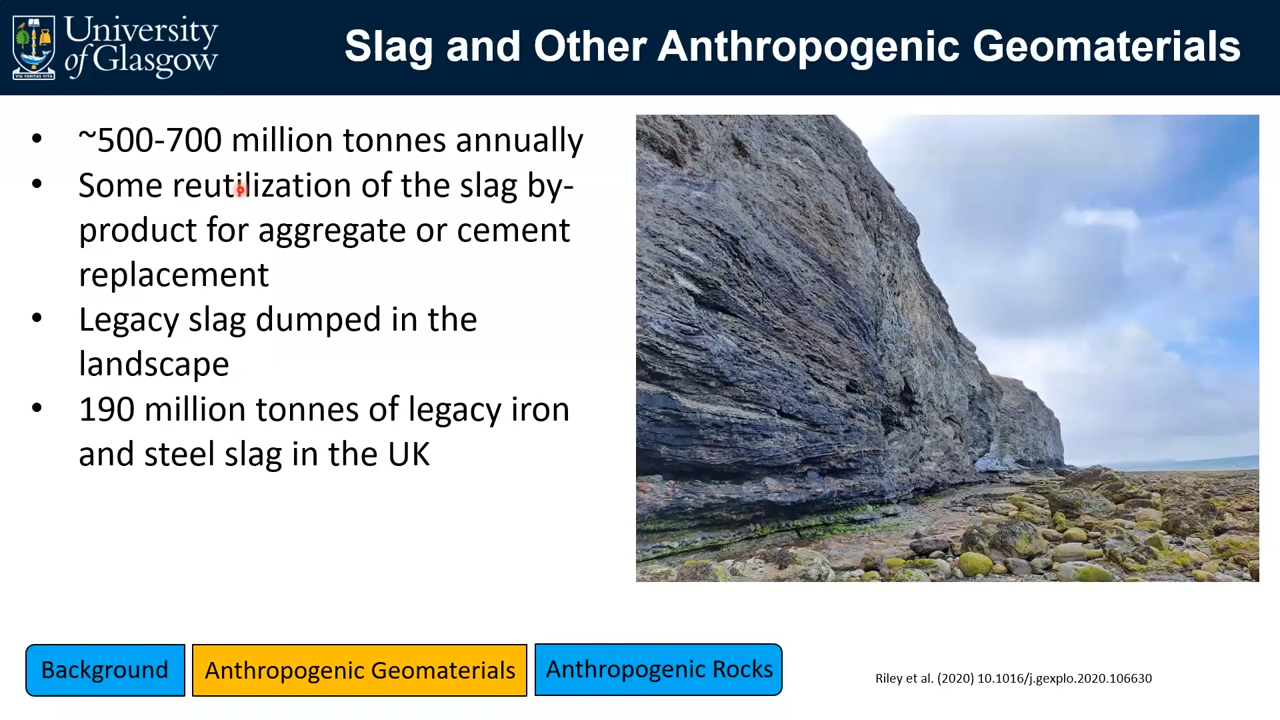 University
of Glasgow
VIA VERITAS VITA
Slag and Other Anthropogenic Geomaterials
• ~500-700 million tonnes annually
• Some reutilization of the slag by-
product for aggregate or cement
replacement
• Legacy slag dumped in the
landscape
• 190 million tonnes of legacy iron
and steel slag in the UK
Background
Anthropogenic Geomaterials
Anthropogenic Rocks
Riley et al. (2020) 10.1016/j.gexplo.2020.106630